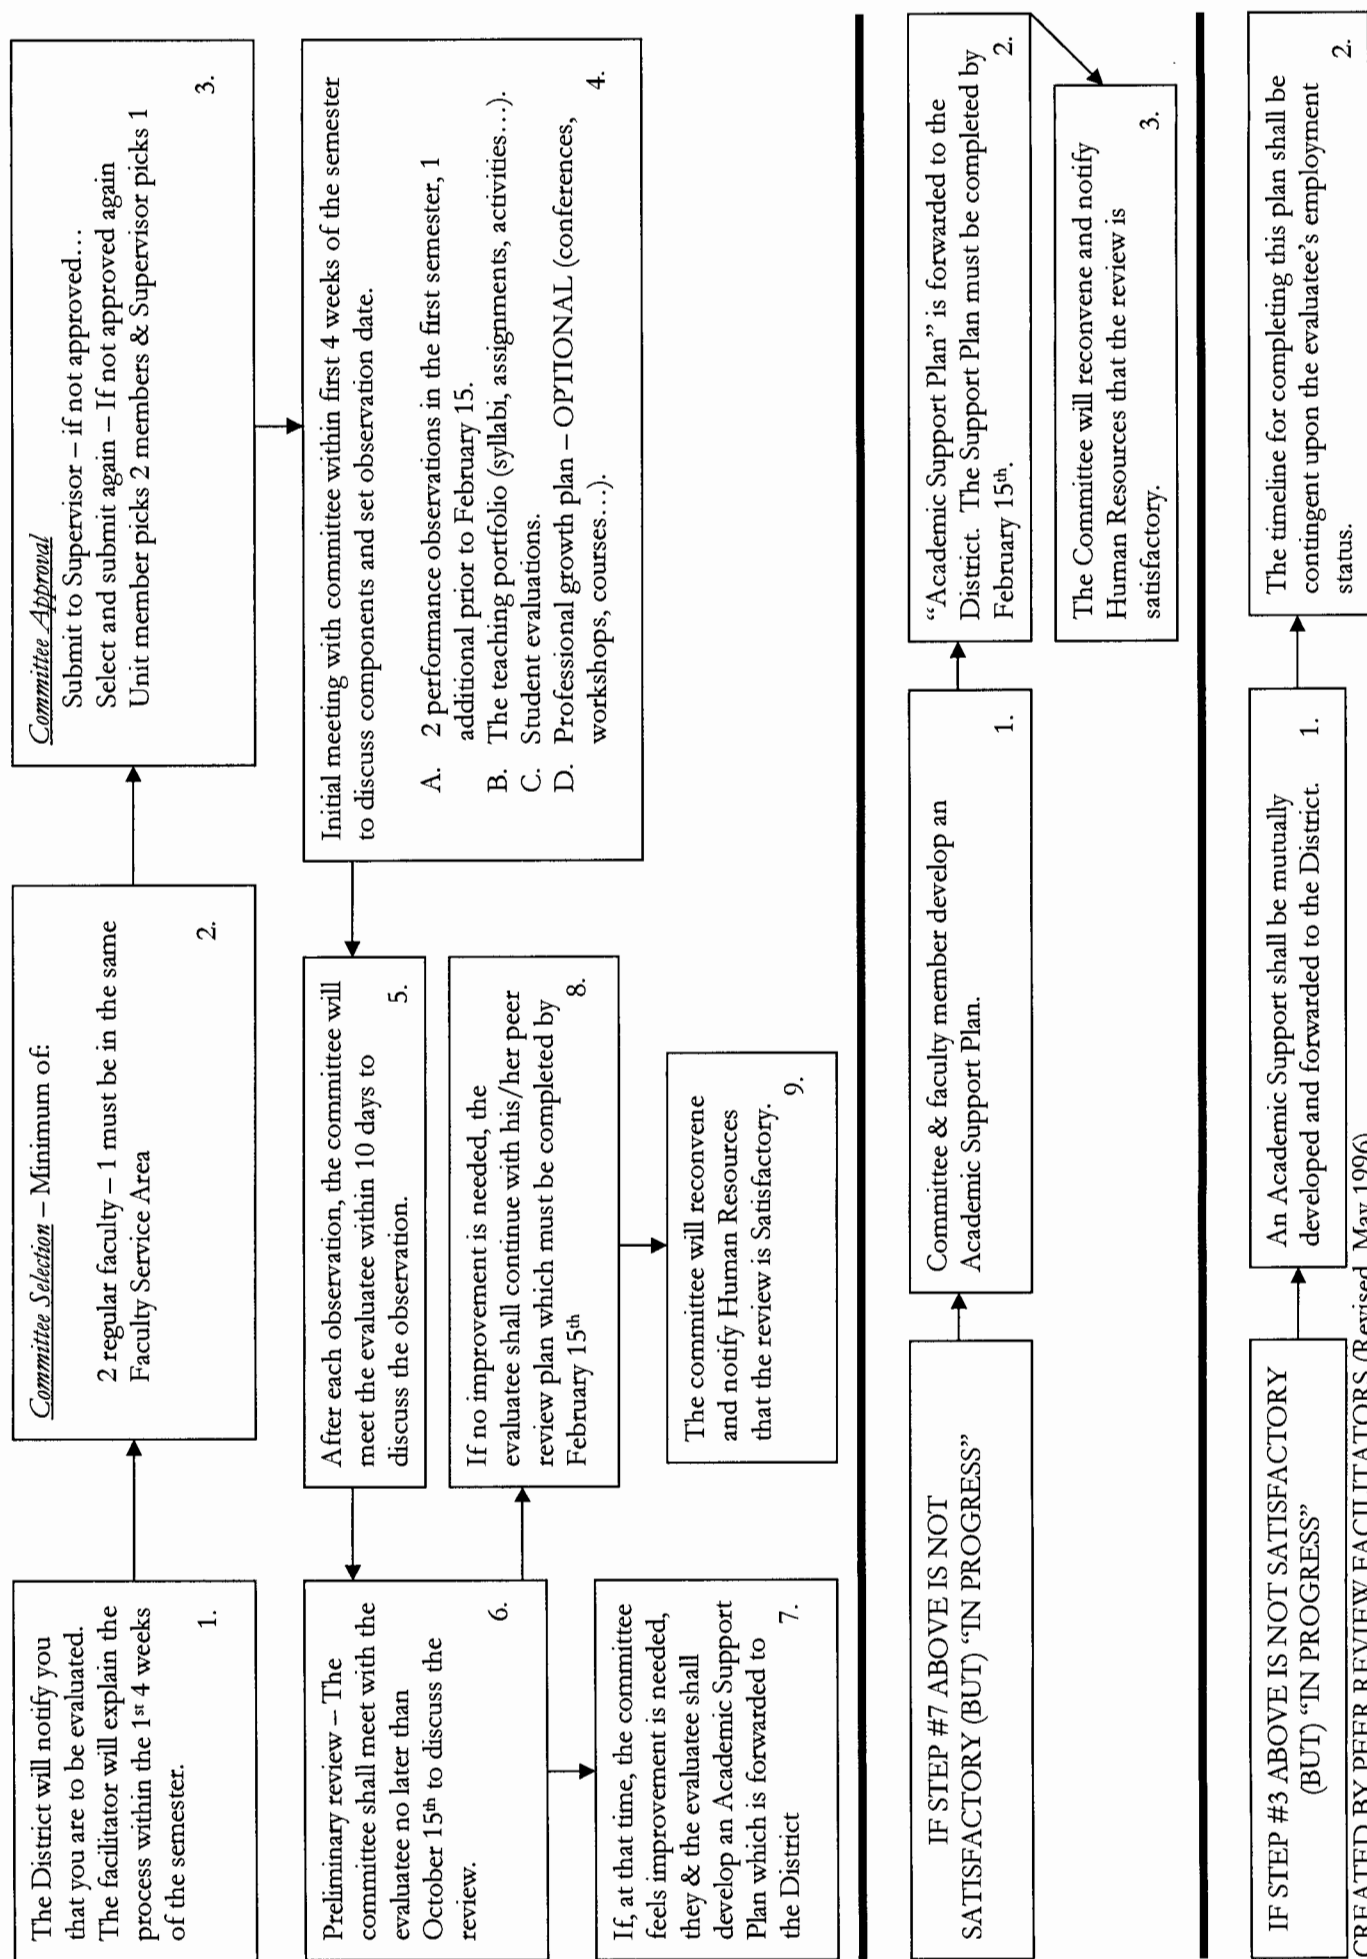 The District will notify you
that you are to be evaluated.
The facilitator will explain the
process within the 1st 4 weeks
of the semester.
1.
Committee Selection – Minimum of:
2 regular faculty – 1 must be in the same
Faculty Service Area
2.
Committee Approval
Submit to Supervisor – if not approved…
Select and submit again – If not approved again
Unit member picks 2 members & Supervisor picks 1
3.
Initial meeting with committee within first 4 weeks of the semester
to discuss components and set observation date.
A. 2 performance observations in the first semester, 1
additional prior to February 15.
B. The teaching portfolio (syllabi, assignments, activities…).
C. Student evaluations.
D. Professional growth plan – OPTIONAL (conferences,
workshops, courses…).
4.
After each observation, the committee will
meet the evaluatee within 10 days to
discuss the observation.
5.
Preliminary review – The
committee shall meet with the
evaluatee no later than
October 15th to discuss the
review.
6.
If, at that time, the committee
feels improvement is needed,
they & the evaluatee shall
develop an Academic Support
Plan which is forwarded to
the District
7.
If no improvement is needed, the
evaluatee shall continue with his/her peer
review plan which must be completed by
February 15th
8.
The committee will reconvene
and notify Human Resources
that the review is Satisfactory.
9.
IF STEP #7 ABOVE IS NOT
SATISFACTORY (BUT) “IN PROGRESS”
Committee & faculty member develop an
Academic Support Plan.
1.
“Academic Support Plan” is forwarded to the
District. The Support Plan must be completed by
February 15th.
2.
The Committee will reconvene and notify
Human Resources that the review is
satisfactory.
3.
IF STEP #3 ABOVE IS NOT SATISFACTORY
(BUT) “IN PROGRESS”
An Academic Support shall be mutually
developed and forwarded to the District.
1.
The timeline for completing this plan shall be
contingent upon the evaluatee's employment
status.
2.
CREATED BY PEER REVIEW FACILITATORS (Revised May 1996)